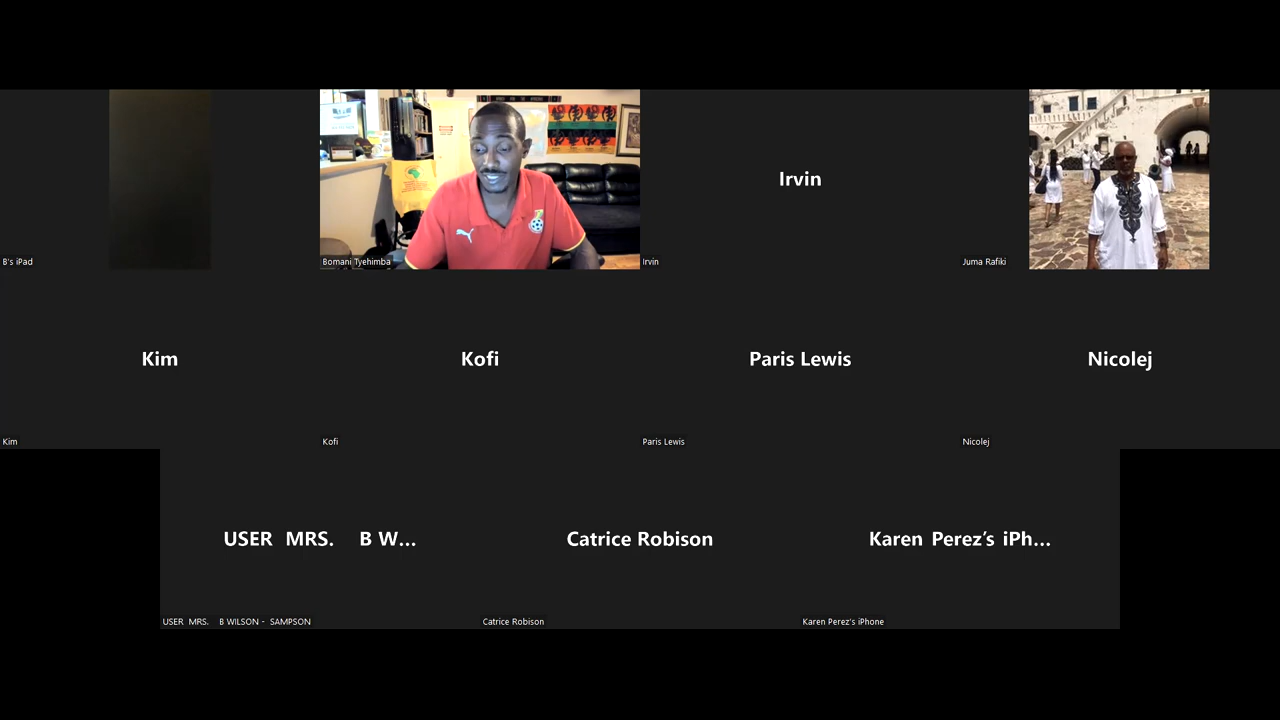 B's iPad
Bomani Tyehimba
Irvin
Irvin
Juma Rafiki
Kim
Kofi
Paris Lewis
Nicolej
Kim
Kofi
Paris Lewis
Nicolej
USER MRS. B W...
Catrice Robison
Karen Perez's iPh...
USER MRS. B WILSON - SAMPSON
Catrice Robison
Karen Perez's iPhone